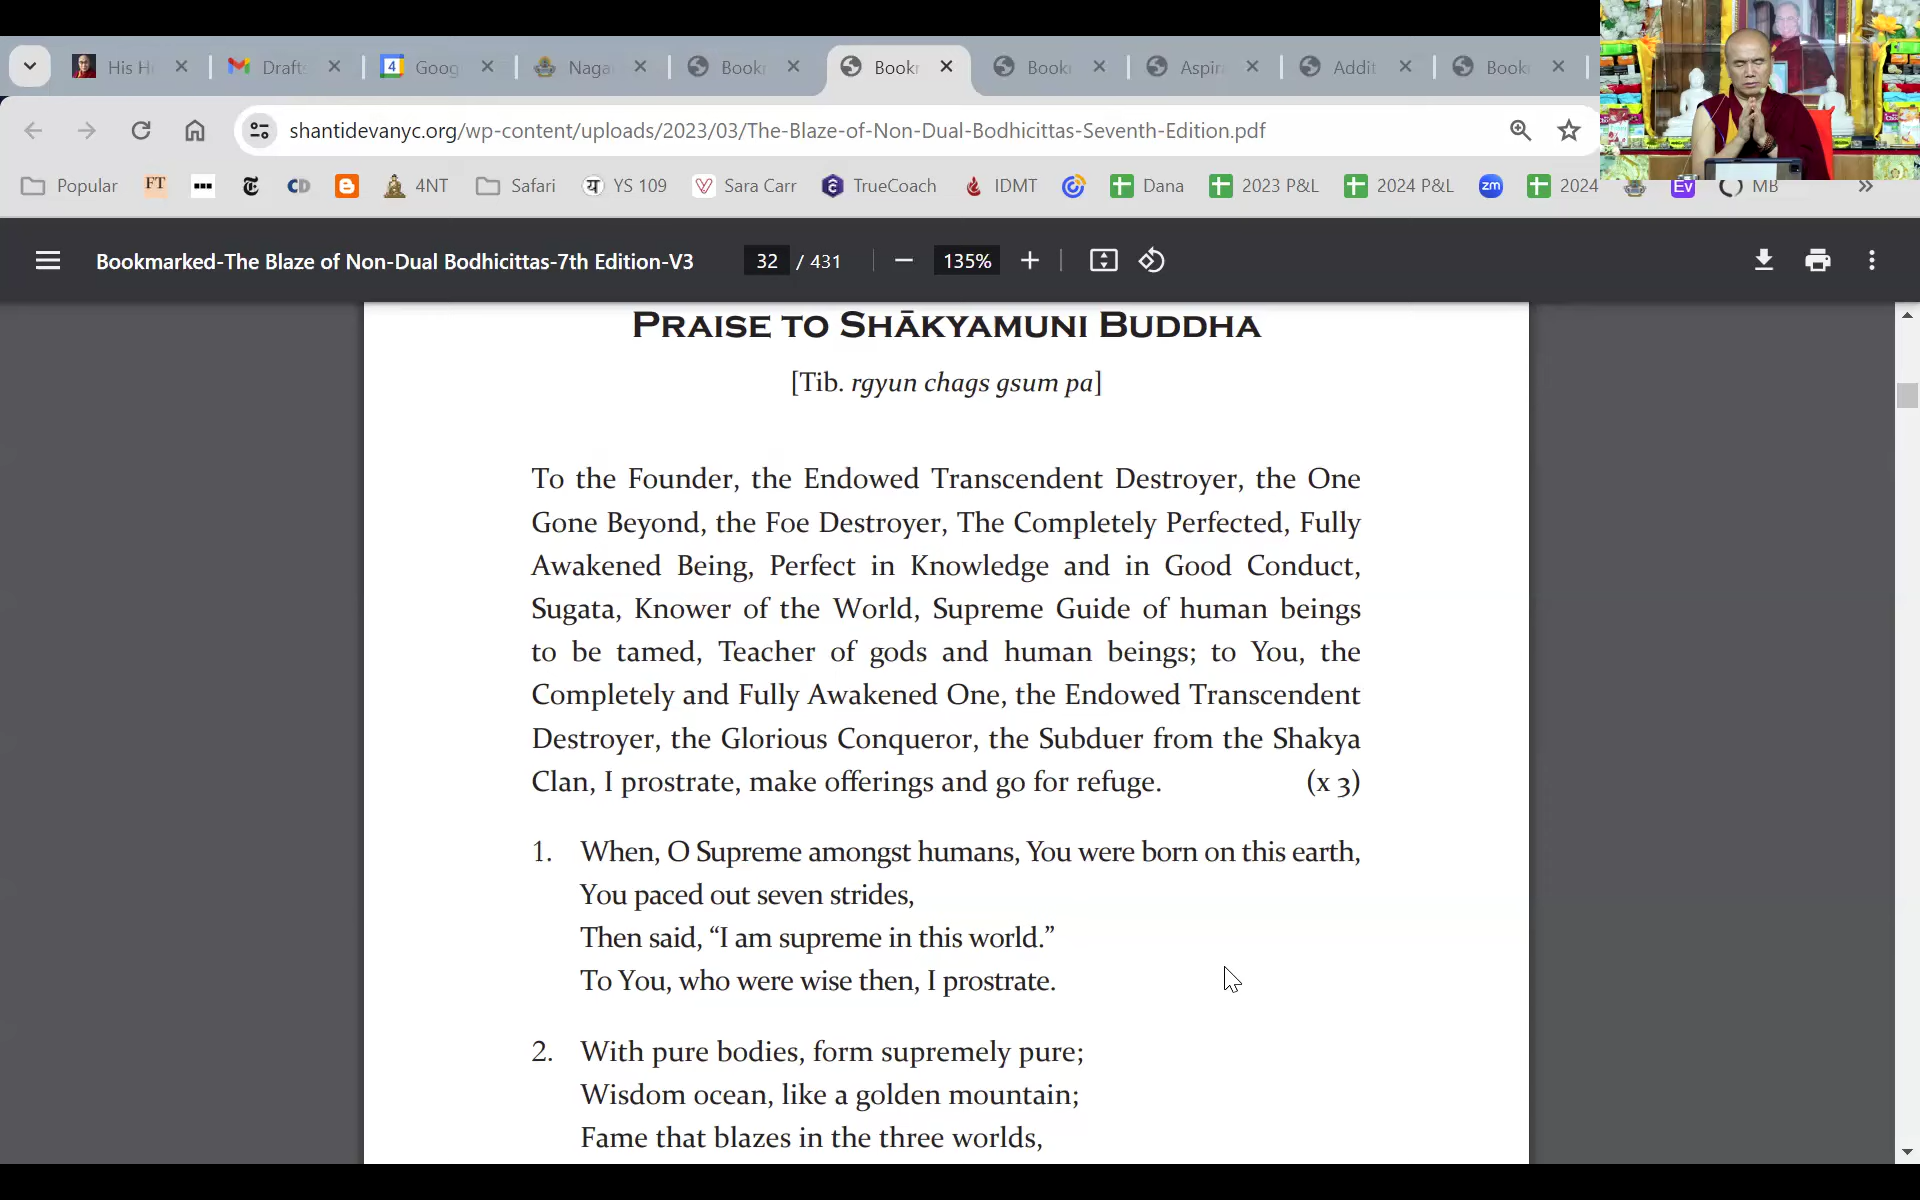 His H
Draft
4
Goog
Naga
Book
Book
Book
Aspir
Addit
Book
shantidevanyc.org/wp-content/uploads/2023/03/The-Blaze-of-Non-Dual-Bodhicittas-Seventh-Edition.pdf
Popular FT CD 4NT Safari य YS 109 Sara Carr TrueCoach IDMT Dana 2023 P&L 2024 P&L zm 2024 Ev MB
Bookmarked-The Blaze of Non-Dual Bodhicittas-7th Edition-V3 32 / 431 135%
PRAISE TO SHĀKYAMUNI BUDDHA
[Tib. rgyun chags gsum pa]
To the Founder, the Endowed Transcendent Destroyer, the One
Gone Beyond, the Foe Destroyer, The Completely Perfected, Fully
Awakened Being, Perfect in Knowledge and in Good Conduct,
Sugata, Knower of the World, Supreme Guide of human beings
to be tamed, Teacher of gods and human beings; to You, the
Completely and Fully Awakened One, the Endowed Transcendent
Destroyer, the Glorious Conqueror, the Subduer from the Shakya
Clan, I prostrate, make offerings and go for refuge. (x 3)
1. When, O Supreme amongst humans, You were born on this earth,
You paced out seven strides,
Then said, “I am supreme in this world.”
To You, who were wise then, I prostrate.
2. With pure bodies, form supremely pure;
Wisdom ocean, like a golden mountain;
Fame that blazes in the three worlds,